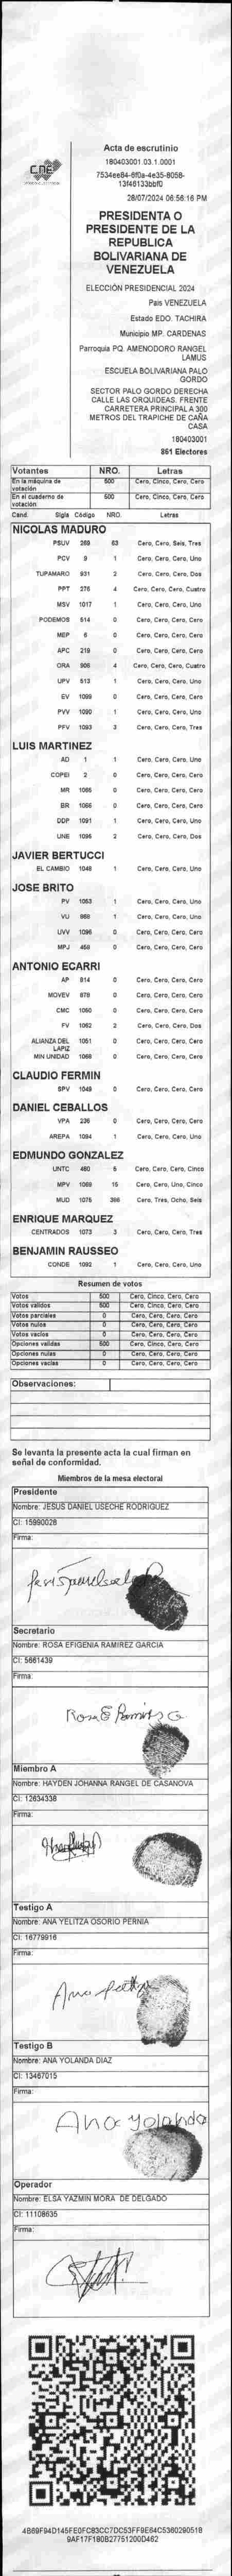 CNE
Acta de escrutinio
180403001.03.1.0001
7534ee84-6f0a-4e35-8058-
13f46133bbf0
28/07/2024 06:56:16 PM
PRESIDENTA O
PRESIDENTE DE LA
REPUBLICA
BOLIVARIANA DE
VENEZUELA
ELECCIÓN PRESIDENCIAL 2024
País VENEZUELA
Estado EDO. TACHIRA
Municipio MP. CARDENAS
Parroquia PQ. AMENODORO RANGEL
LAMUS
ESCUELA BOLIVARIANA PALO
GORDO
SECTOR PALO GORDO DERECHA
CALLE LAS ORQUIDEAS. FRENTE
CARRETERA PRINCIPAL A 300
METROS DEL TRAPICHE DE CAÑA
CASA
180403001
851 Electores
Votantes NRO. Letras
En la máquina de votación 500 Cero, Cinco, Cero, Cero
En el cuaderno de votación 500 Cero, Cinco, Cero, Cero
Cand. Sigla Código NRO. Letras
NICOLAS MADURO
PSUV 269 63 Cero, Cero, Seis, Tres
PCV 9 1 Cero, Cero, Cero, Uno
TUPAMARO 931 2 Cero, Cero, Cero, Dos
PPT 276 4 Cero, Cero, Cero, Cuatro
MSV 1017 1 Cero, Cero, Cero, Uno
PODEMOS 514 0 Cero, Cero, Cero, Cero
MEP 6 0 Cero, Cero, Cero, Cero
APC 219 0 Cero, Cero, Cero, Cero
ORA 908 4 Cero, Cero, Cero, Cuatro
UPV 513 1 Cero, Cero, Cero, Uno
EV 1099 0 Cero, Cero, Cero, Cero
PVV 1090 1 Cero, Cero, Cero, Uno
PFV 1093 3 Cero, Cero, Cero, Tres
LUIS MARTINEZ
AD 1 1 Cero, Cero, Cero, Uno
COPEI 2 0 Cero, Cero, Cero, Cero
MR 1065 0 Cero, Cero, Cero, Cero
BR 1066 0 Cero, Cero, Cero, Cero
DDP 1091 1 Cero, Cero, Cero, Uno
UNE 1095 2 Cero, Cero, Cero, Dos
JAVIER BERTUCCI
EL CAMBIO 1048 1 Cero, Cero, Cero, Uno
JOSE BRITO
PV 1053 1 Cero, Cero, Cero, Uno
VU 868 1 Cero, Cero, Cero, Uno
UVV 1096 0 Cero, Cero, Cero, Cero
MPJ 459 0 Cero, Cero, Cero, Cero
ANTONIO ECARRI
AP 814 0 Cero, Cero, Cero, Cero
MOVEV 879 0 Cero, Cero, Cero, Cero
CMC 1050 0 Cero, Cero, Cero, Cero
FV 1062 2 Cero, Cero, Cero, Dos
ALIANZA DEL LAPIZ 1051 0 Cero, Cero, Cero, Cero
MIN UNIDAD 1068 0 Cero, Cero, Cero, Cero
CLAUDIO FERMIN
SPV 1049 0 Cero, Cero, Cero, Cero
DANIEL CEBALLOS
VPA 236 0 Cero, Cero, Cero, Cero
AREPA 1094 1 Cero, Cero, Cero, Uno
EDMUNDO GONZALEZ
UNTC 480 5 Cero, Cero, Cero, Cinco
MPV 1069 15 Cero, Cero, Uno, Cinco
MUD 1075 386 Cero, Tres, Ocho, Seis
ENRIQUE MARQUEZ
CENTRADOS 1073 3 Cero, Cero, Cero, Tres
BENJAMIN RAUSSEO
CONDE 1092 1 Cero, Cero, Cero, Uno
Resumen de votos
Votos 500 Cero, Cinco, Cero, Cero
Votos validos 500 Cero, Cinco, Cero, Cero
Votos parciales 0 Cero, Cero, Cero, Cero
Votos nulos 0 Cero, Cero, Cero, Cero
Votos vacios 0 Cero, Cero, Cero, Cero
Opciones validas 500 Cero, Cinco, Cero, Cero
Opciones nulas 0 Cero, Cero, Cero, Cero
Opciones vacias 0 Cero, Cero, Cero, Cero
Observaciones:
Se levanta la presente acta la cual firman en
señal de conformidad.
Miembros de la mesa electoral
Presidente
Nombre: JESUS DANIEL USECHE RODRIGUEZ
CI: 15990028
Firma:
Secretario
Nombre: ROSA EFIGENIA RAMIREZ GARCIA
CI: 5661439
Firma:
Rosa E Ramirez G
Miembro A
Nombre: HAYDEN JOHANNA RANGEL DE CASANOVA
CI: 12634338
Firma:
Testigo A
Nombre: ANA YELITZA OSORIO PERNIA
CI: 16779916
Firma:
Ana
Testigo B
Nombre: ANA YOLANDA DIAZ
CI: 13467015
Firma:
Ana Yolanda
Operador
Nombre: ELSA YAZMIN MORA DE DELGADO
CI: 11108635
Firma:
4B69F94D145FE0FC83CC7DC53FF9E64C5360290518
9AF17F180B27751200D462